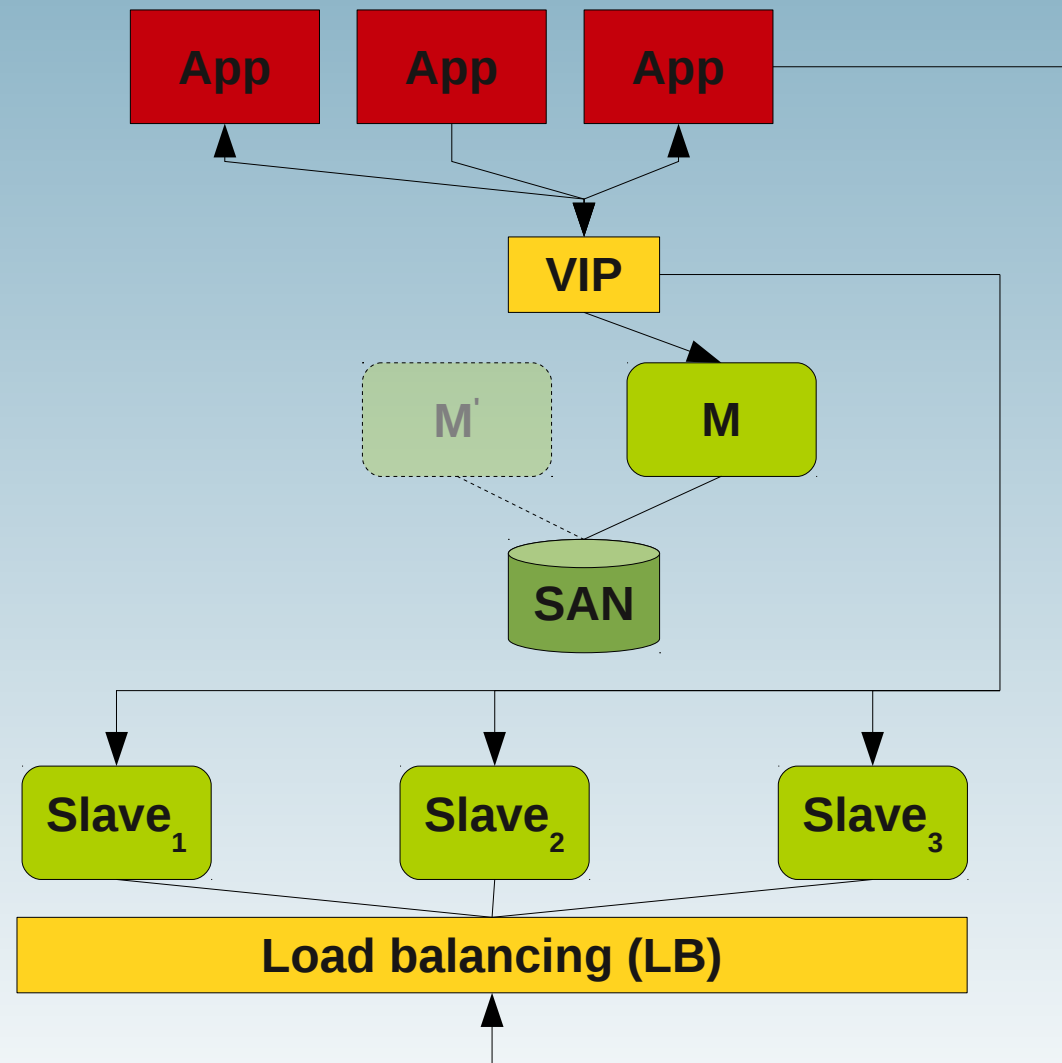 App App App
VIP
M' M
SAN
Slave1 Slave2 Slave3
Load balancing (LB)